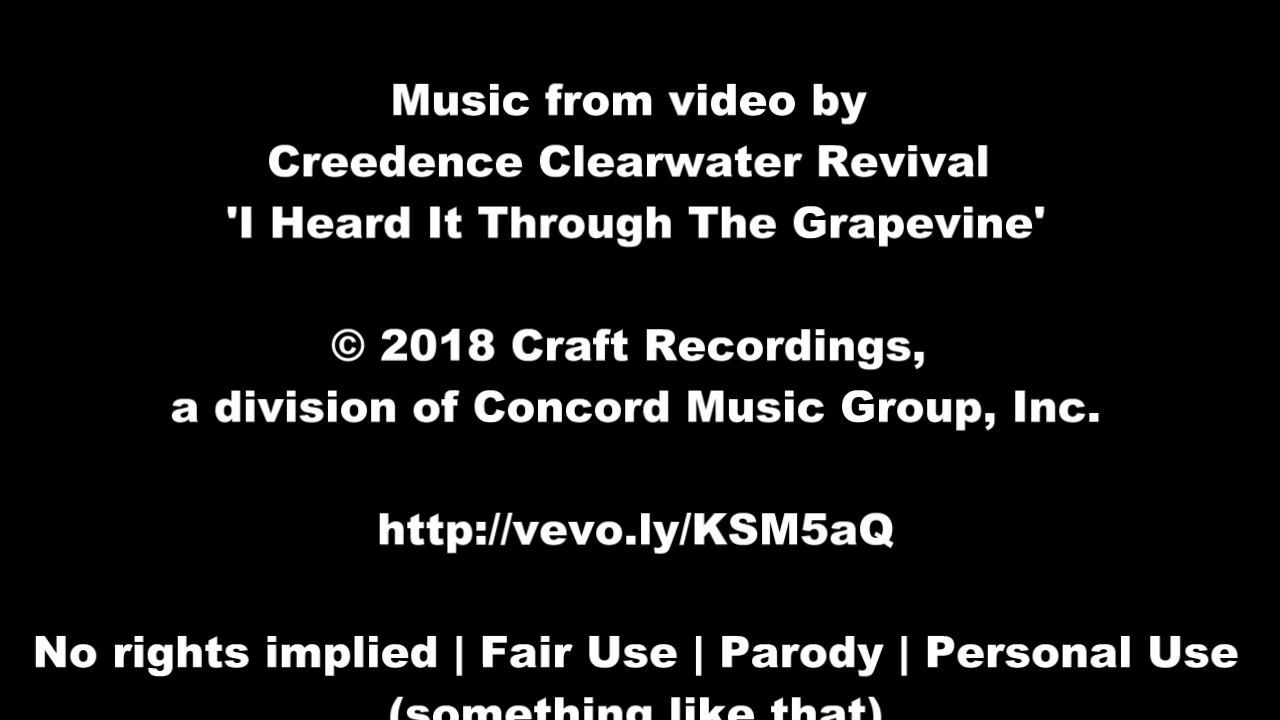 Music from video by
Creedence Clearwater Revival
'I Heard It Through The Grapevine'
© 2018 Craft Recordings,
a division of Concord Music Group, Inc.
http://vevo.ly/KSM5aQ
No rights implied | Fair Use | Parody | Personal Use
(something like that)